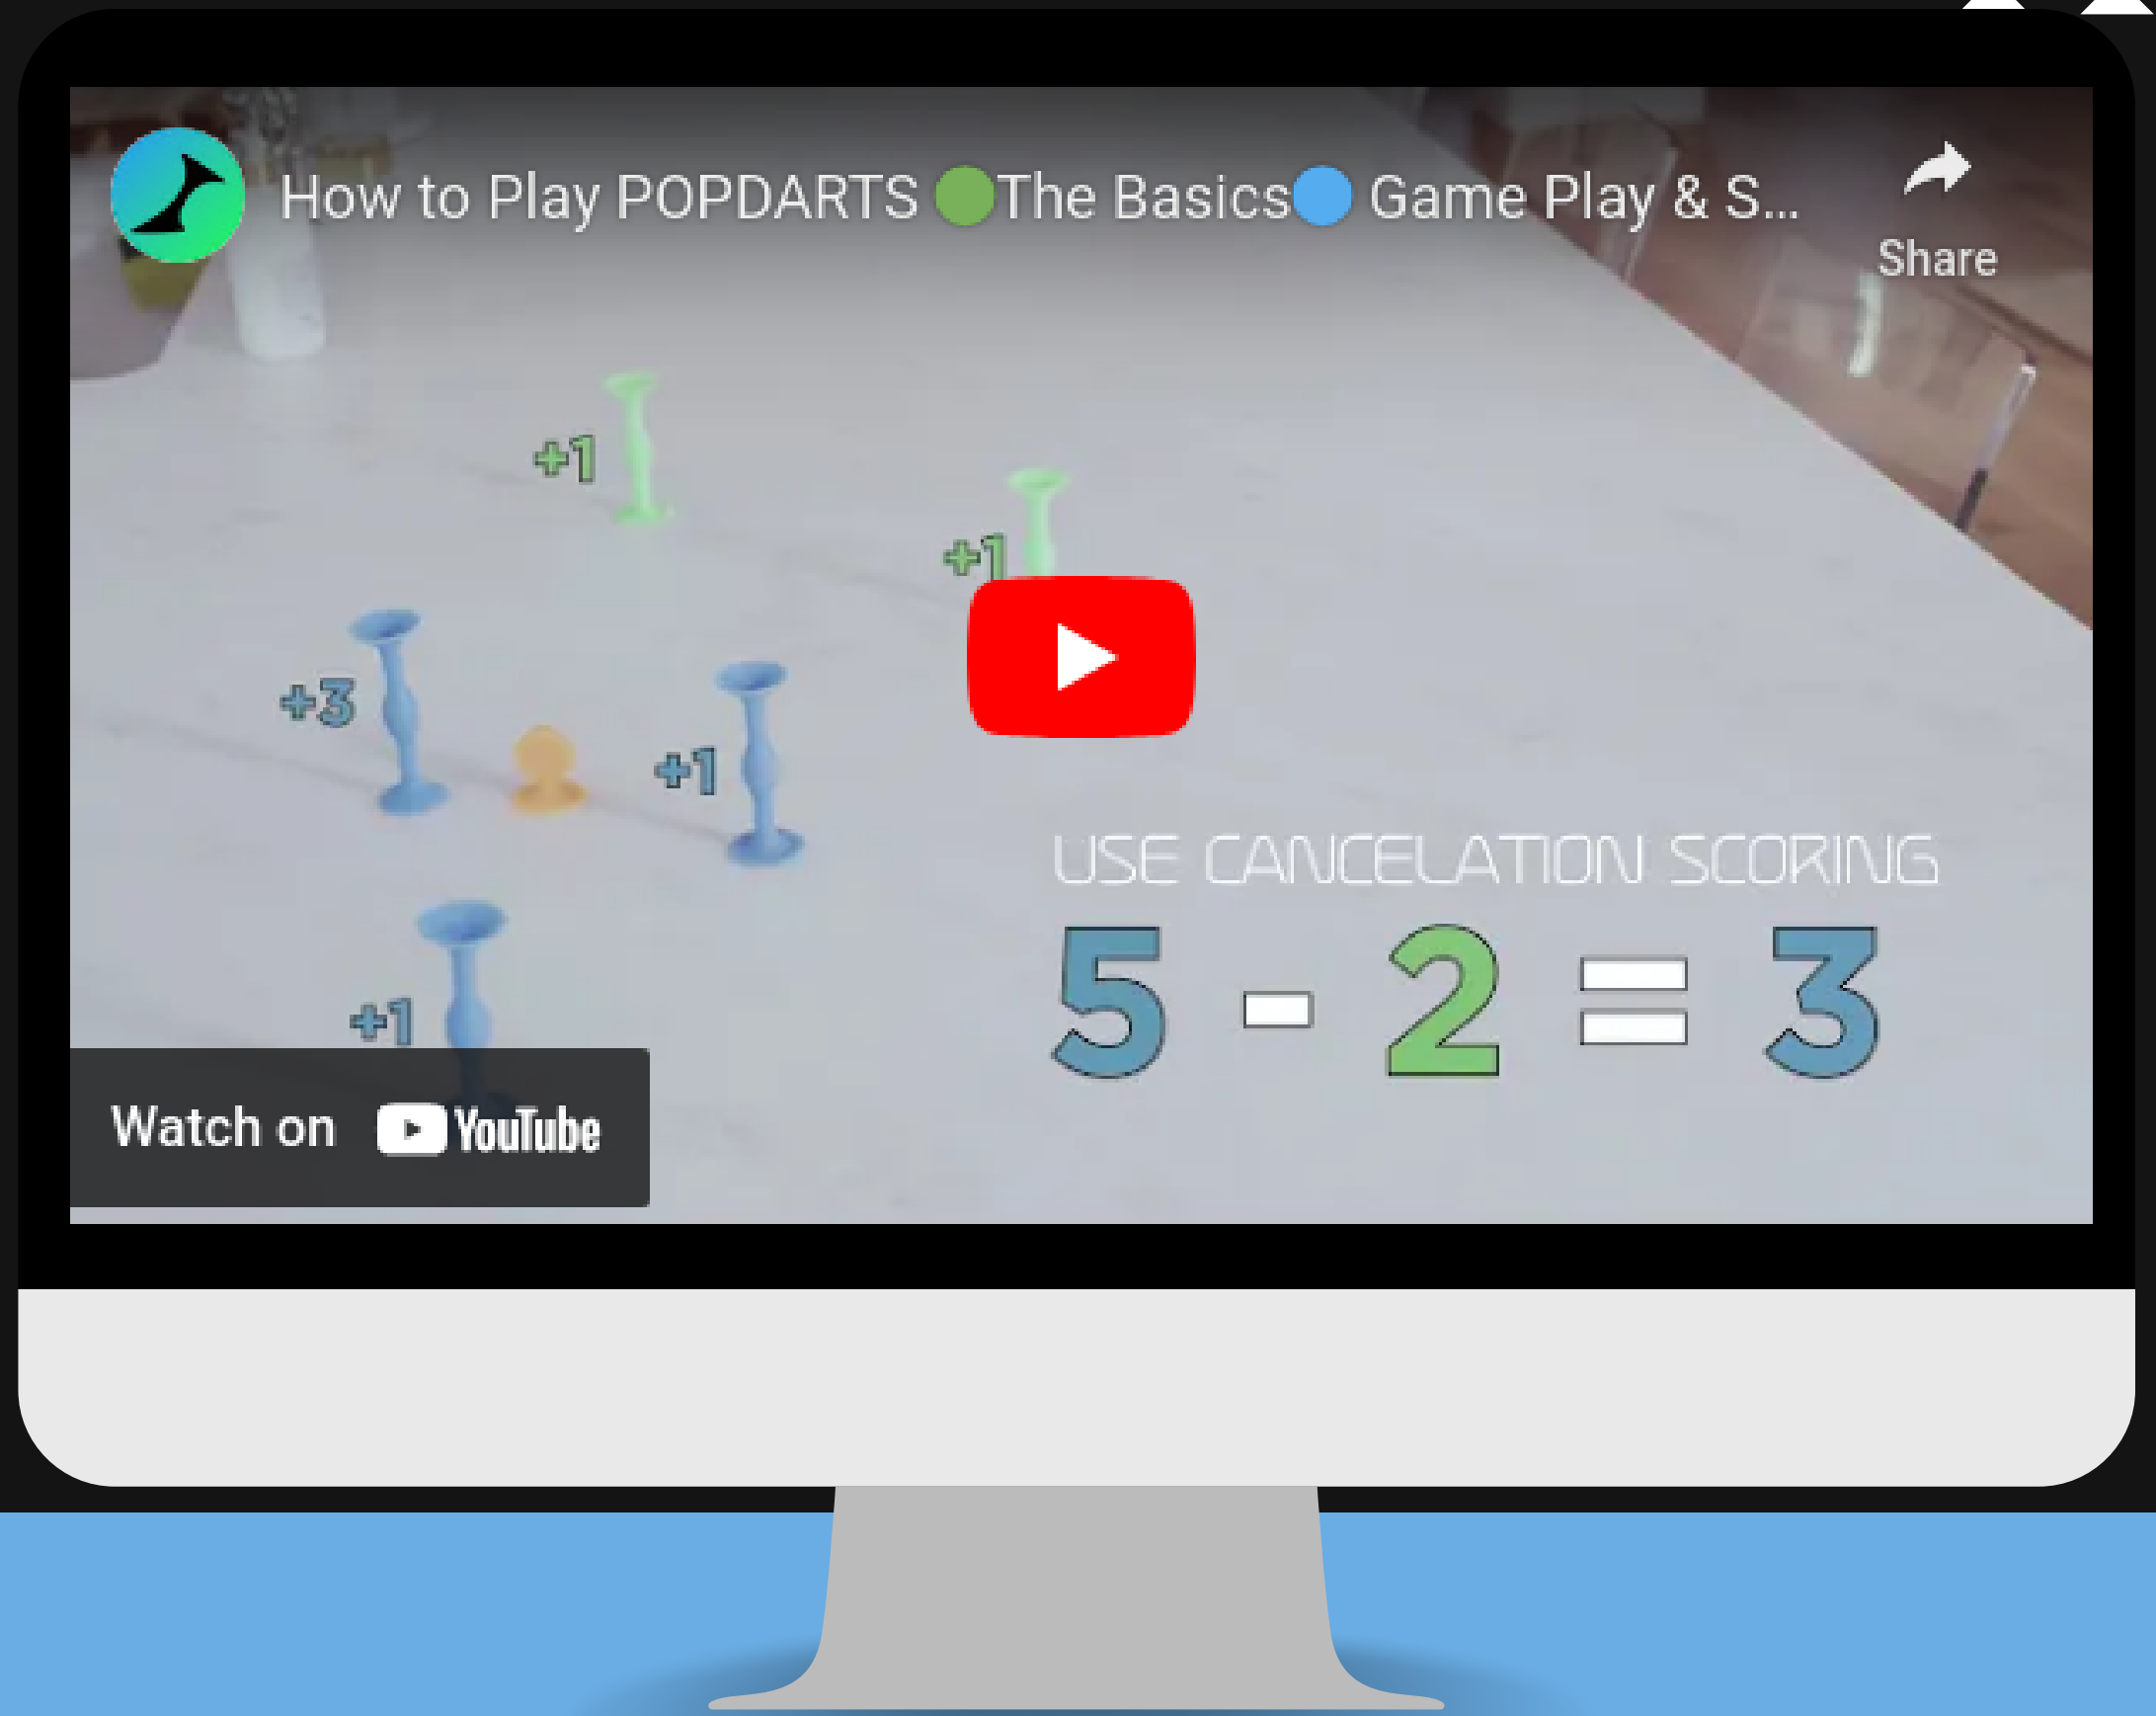 How to Play POPDARTS 🟢The Basics🔵 Game Play & S...
Share
+1
+1
+3
+1
+1
USE CANCELATION SCORING
5 - 2 = 3
Watch on YouTube